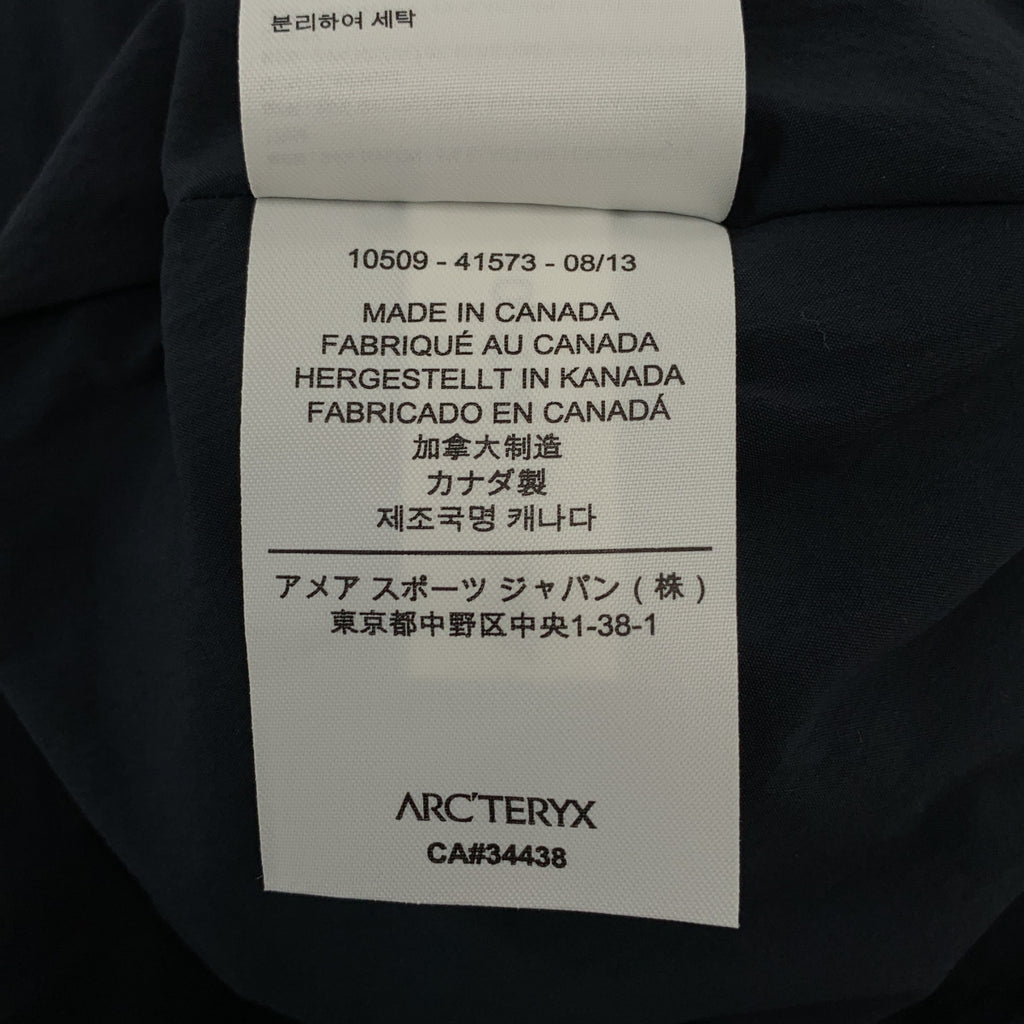 분리하여 세탁
10509 - 41573 - 08/13
MADE IN CANADA
FABRIQUÉ AU CANADA
HERGESTELLT IN KANADA
FABRICADO EN CANADÁ
加拿大制造
カナダ製
제조국명 캐나다
アメア スポーツ ジャパン ( 株 )
東京都中野区中央1-38-1
ARC'TERYX
CA#34438